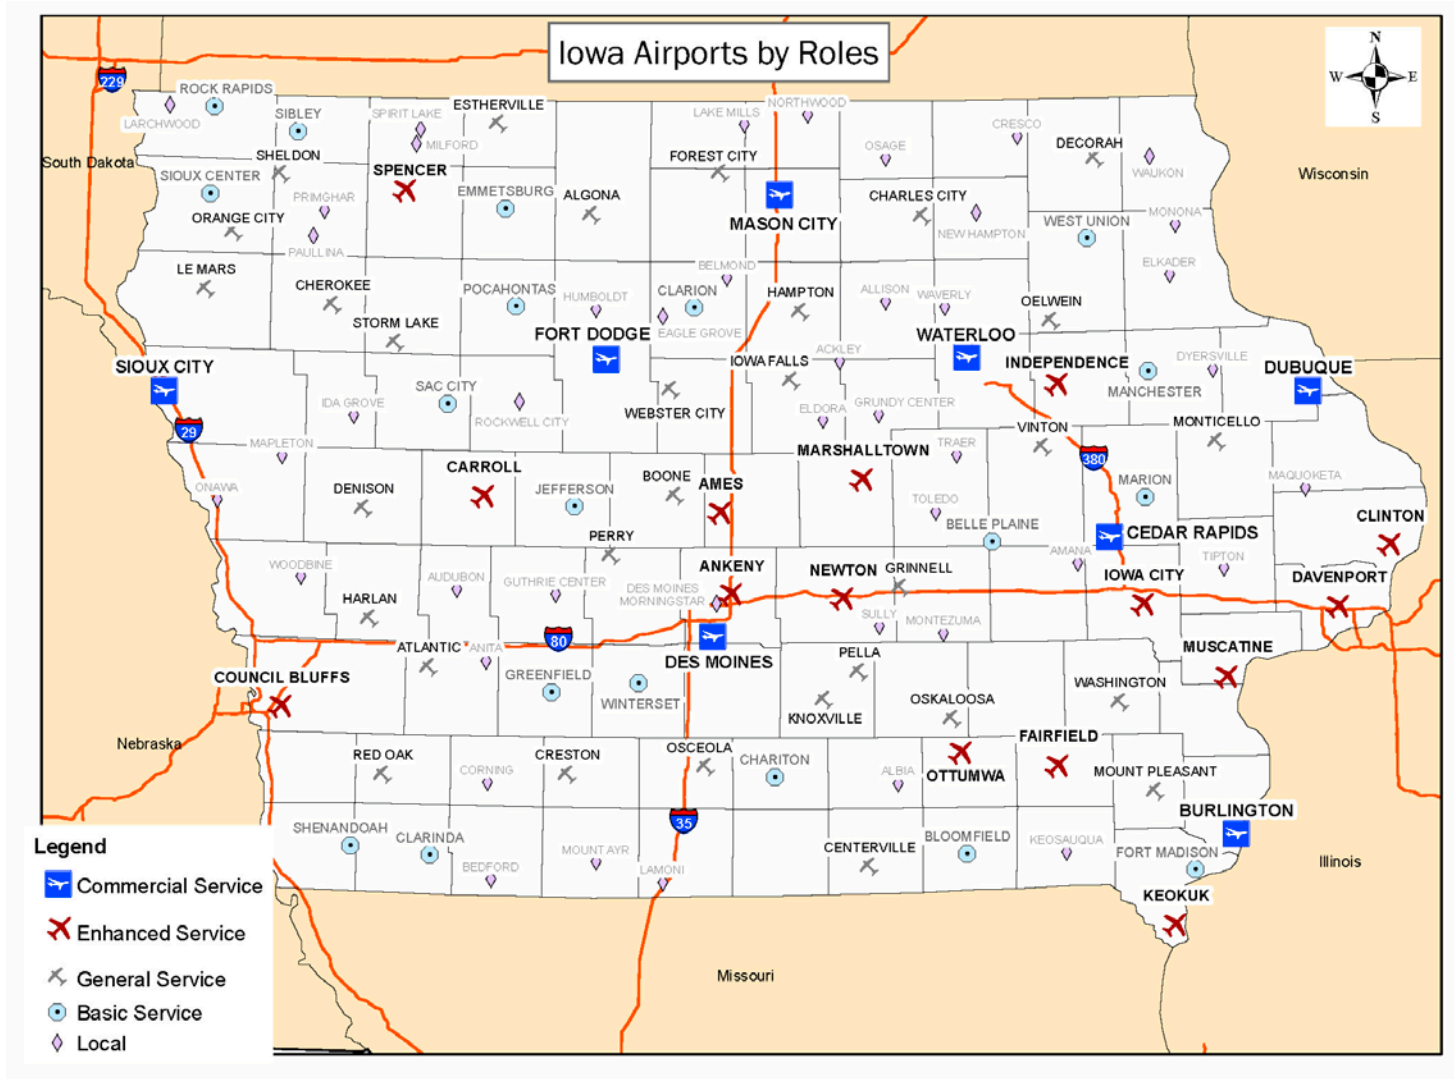 Iowa Airports by Roles
N
W
E
S
229
South Dakota
Wisconsin
ROCK RAPIDS
LARCHWOOD
SIBLEY
SPIRIT LAKE
MILFORD
ESTHERVILLE
LAKE MILLS
NORTHWOOD
OSAGE
CRESCO
DECORAH
WAUKON
SHELDON
SIOUX CENTER
SPENCER
FOREST CITY
PRIMGHAR
EMMETSBURG
ALGONA
MASON CITY
CHARLES CITY
NEW HAMPTON
WEST UNION
MONONA
ORANGE CITY
PAULLINA
ELKADER
LE MARS
CHEROKEE
POCAHONTAS
HUMBOLDT
CLARION
BELMOND
EAGLE GROVE
HAMPTON
ALLISON
WAVERLY
OELWEIN
STORM LAKE
FORT DODGE
WATERLOO
SIOUX CITY
IOWA FALLS
ACKLEY
INDEPENDENCE
MANCHESTER
DYERSVILLE
DUBUQUE
SAC CITY
IDA GROVE
ROCKWELL CITY
WEBSTER CITY
ELDORA
GRUNDY CENTER
VINTON
MONTICELLO
29
MAPLETON
MARSHALLTOWN
TRAER
380
ONAWA
DENISON
CARROLL
JEFFERSON
BOONE
AMES
TOLEDO
MARION
MAQUOKETA
PERRY
BELLE PLAINE
CEDAR RAPIDS
CLINTON
WOODBINE
HARLAN
AUDUBON
GUTHRIE CENTER
DES MOINES
MORNINGSTAR
ANKENY
NEWTON
GRINNELL
AMANA
IOWA CITY
TIPTON
DAVENPORT
SULLY
MONTEZUMA
80
ATLANTIC
ANITA
DES MOINES
PELLA
MUSCATINE
COUNCIL BLUFFS
GREENFIELD
WINTERSET
KNOXVILLE
OSKALOOSA
WASHINGTON
Nebraska
RED OAK
CORNING
CRESTON
OSCEOLA
CHARITON
ALBIA
OTTUMWA
FAIRFIELD
MOUNT PLEASANT
BURLINGTON
35
SHENANDOAH
CLARINDA
BEDFORD
MOUNT AYR
LAMONI
CENTERVILLE
BLOOMFIELD
KEOSAUQUA
FORT MADISON
KEOKUK
Illinois
Missouri
Legend
Commercial Service
Enhanced Service
General Service
Basic Service
Local